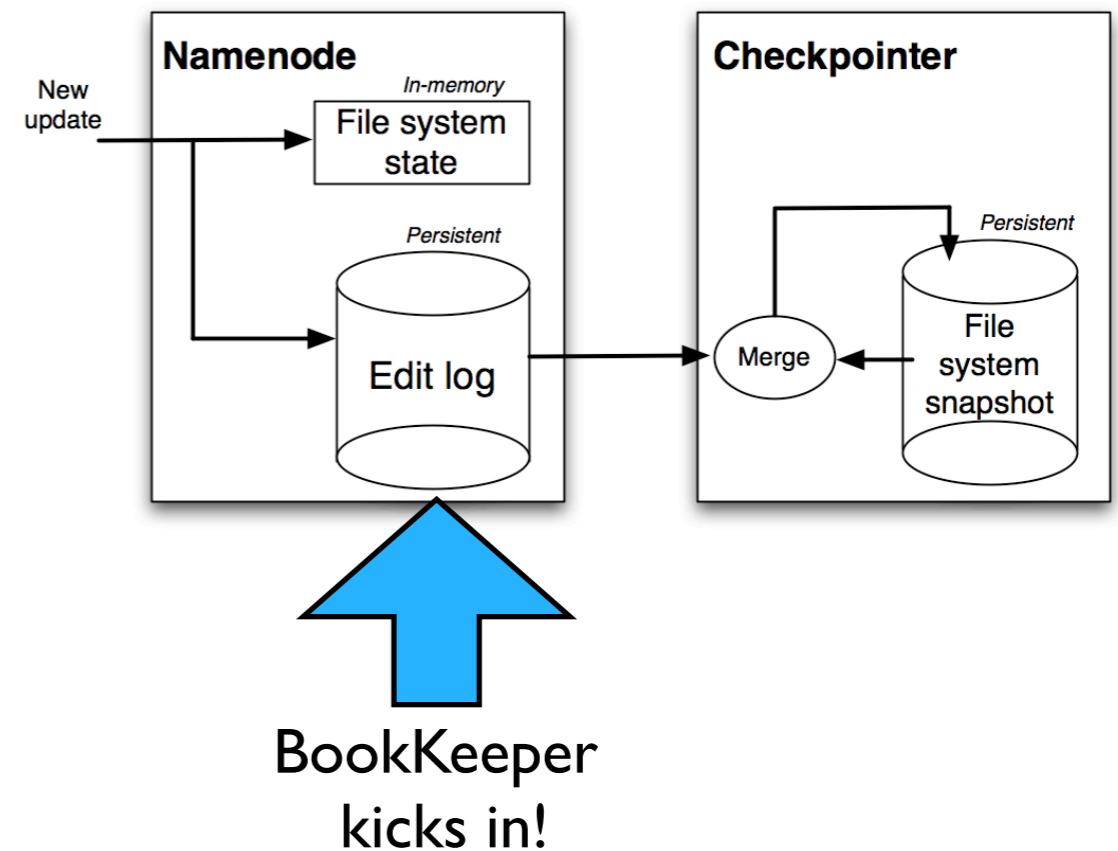 Namenode
New
update
In-memory
File system
state
Persistent
Edit log
Checkpointer
Persistent
Merge
File
system
snapshot
BookKeeper
kicks in!